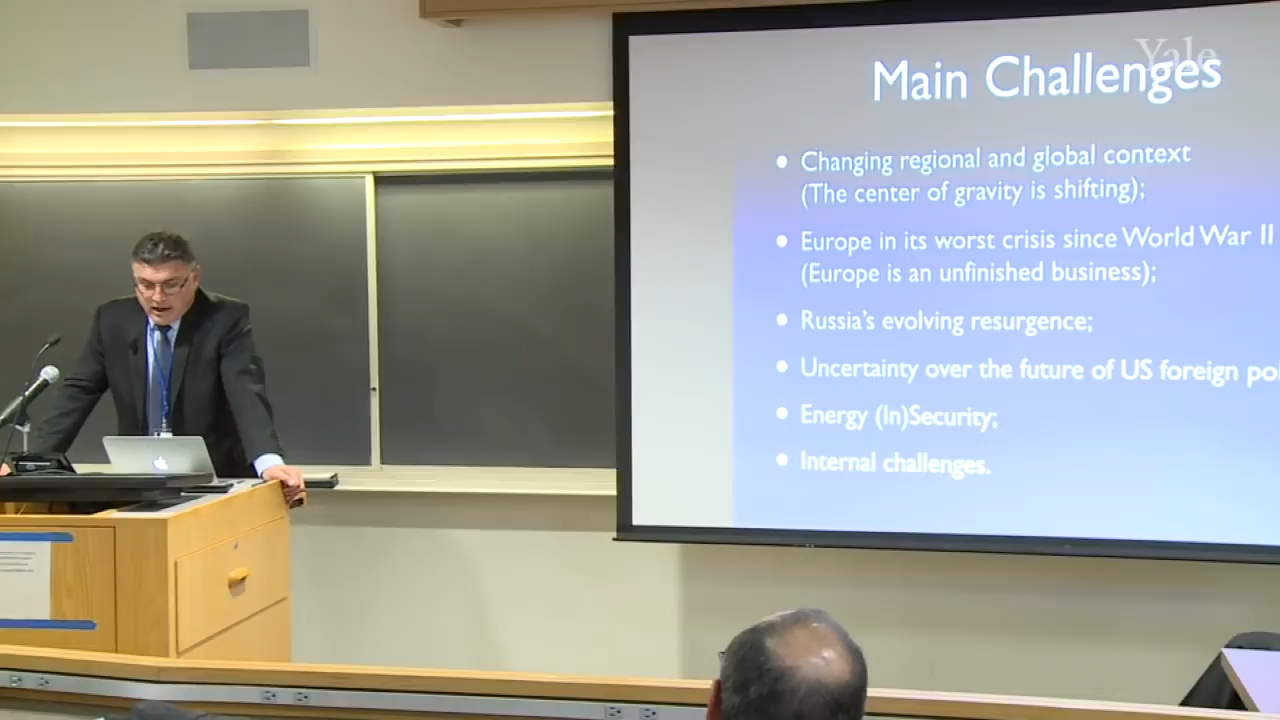 Yale
Main Challenges
• Changing regional and global context
(The center of gravity is shifting);
• Europe in its worst crisis since World War II
(Europe is an unfinished business);
• Russia's evolving resurgence;
• Uncertainty over the future of US foreign
• Energy (In)Security;
• Internal challenges.